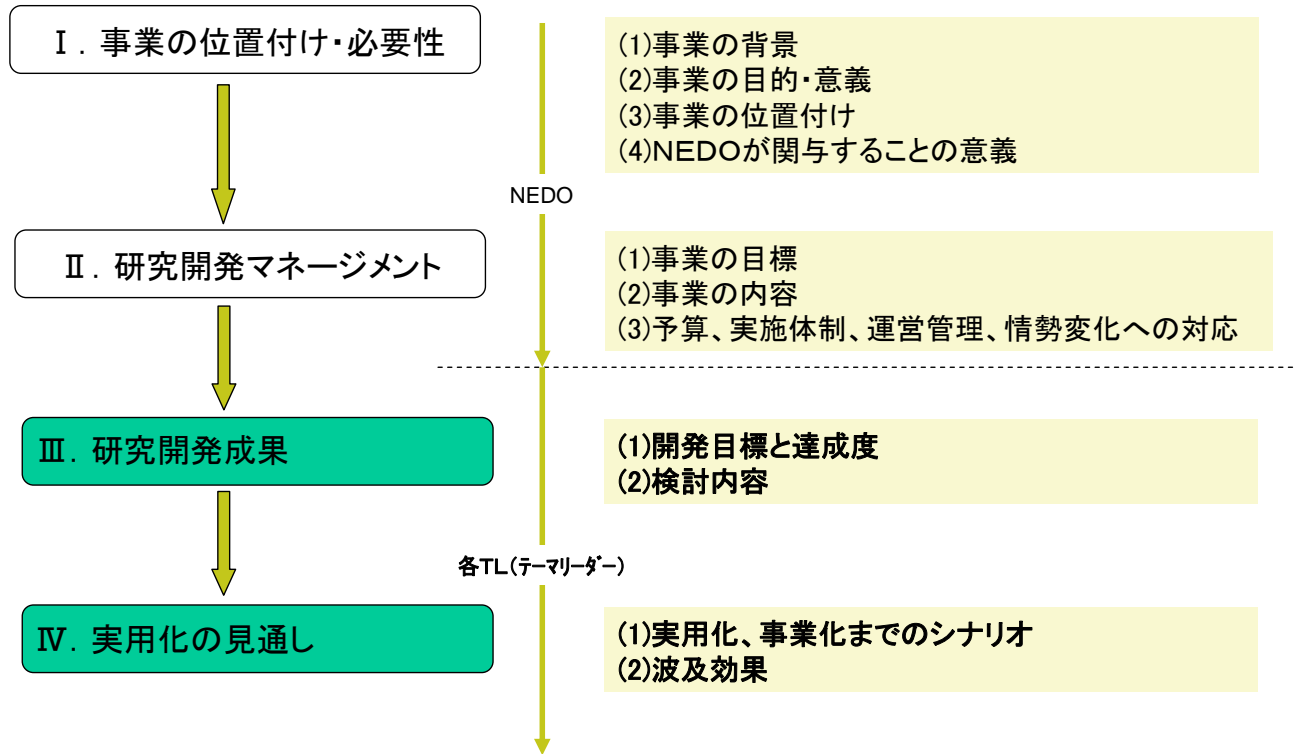 Ⅰ．事業の位置付け・必要性
(1)事業の背景
(2)事業の目的・意義
(3)事業の位置付け
(4)NEDOが関与することの意義
NEDO
Ⅱ．研究開発マネージメント
(1)事業の目標
(2)事業の内容
(3)予算、実施体制、運営管理、情勢変化への対応
Ⅲ．研究開発成果
(1)開発目標と達成度
(2)検討内容
各TL(ﾃｰﾏﾘｰﾀﾞｰ)
Ⅳ．実用化の見通し
(1)実用化、事業化までのシナリオ
(2)波及効果